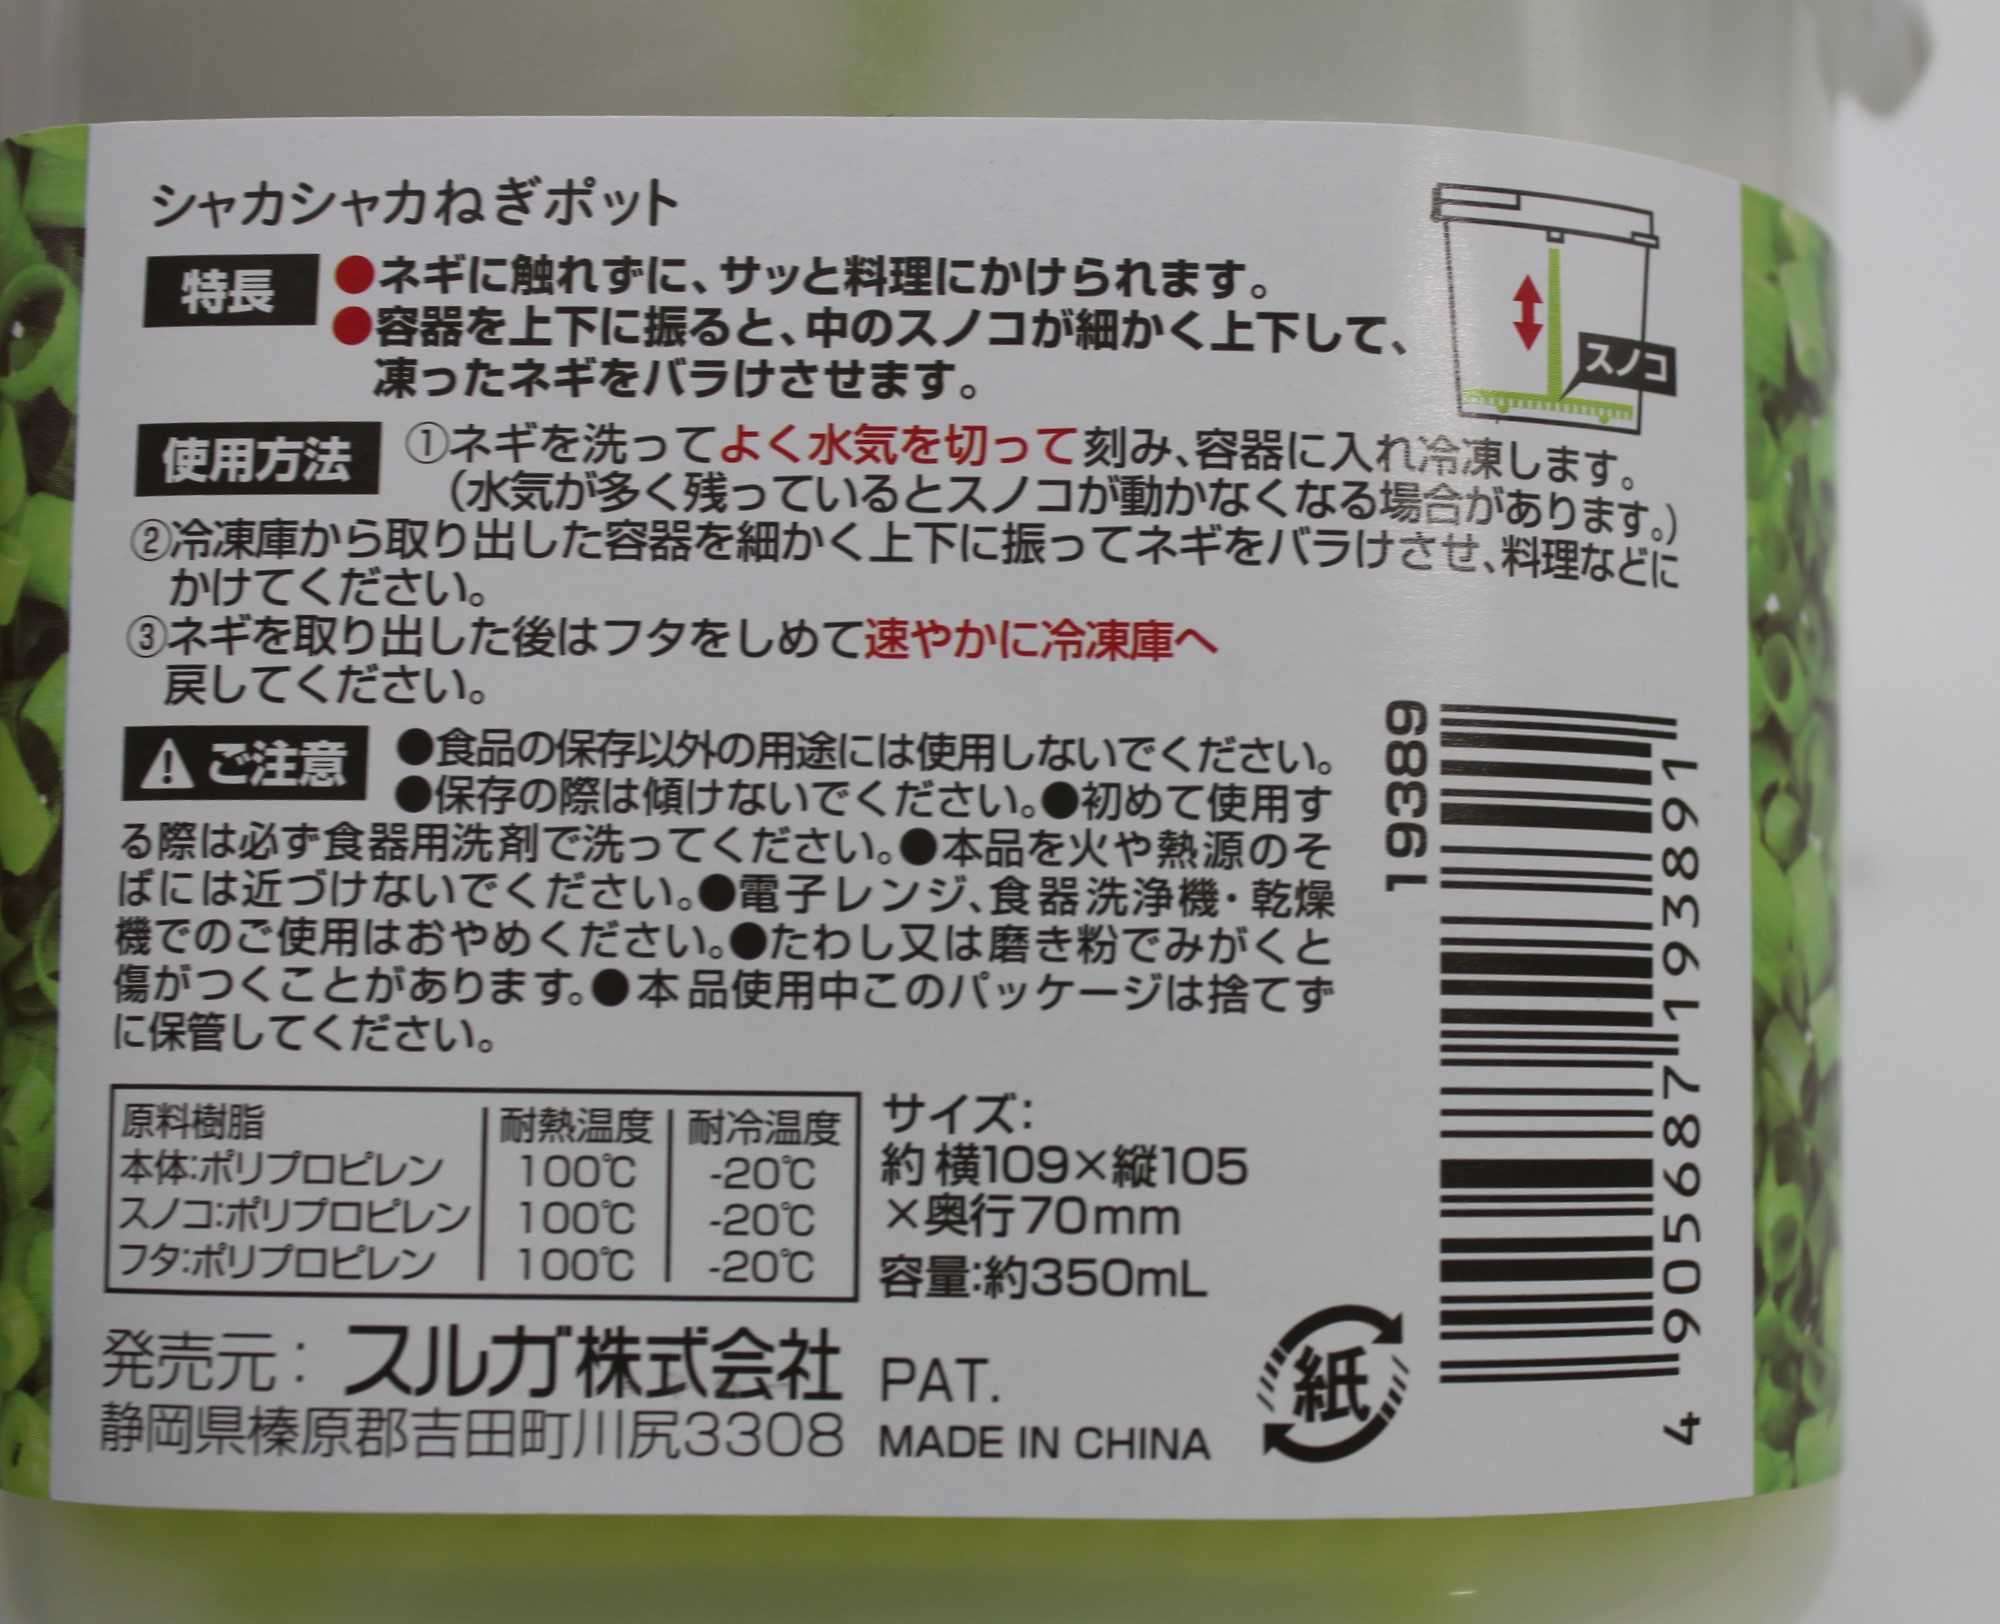 シャカシャカねぎポット
特長
●ネギに触れずに、サッと料理にかけられます。
●容器を上下に振ると、中のスノコが細かく上下して、
凍ったネギをバラけさせます。
スノコ
使用方法
①ネギを洗ってよく水気を切って刻み、容器に入れ冷凍します。
（水気が多く残っているとスノコが動かなくなる場合があります。）
②冷凍庫から取り出した容器を細かく上下に振ってネギをバラけさせ、料理などに
かけてください。
③ネギを取り出した後はフタをしめて速やかに冷凍庫へ
戻してください。
ご注意
●食品の保存以外の用途には使用しないでください。
●保存の際は傾けないでください。●初めて使用す
る際は必ず食器用洗剤で洗ってください。●本品を火や熱源のそ
ばには近づけないでください。●電子レンジ、食器洗浄機・乾燥
機でのご使用はおやめください。●たわし又は磨き粉でみがくと
傷がつくことがあります。●本品使用中このパッケージは捨てず
に保管してください。
19389
4905687193891
原料樹脂 耐熱温度 耐冷温度
本体:ポリプロピレン 100℃ -20℃
スノコ:ポリプロピレン 100℃ -20℃
フタ:ポリプロピレン 100℃ -20℃
サイズ:
約 横109×縦105
×奥行70mm
容量:約350mL
発売元:スルガ株式会社
静岡県榛原郡吉田町川尻3308
PAT.
MADE IN CHINA
紙